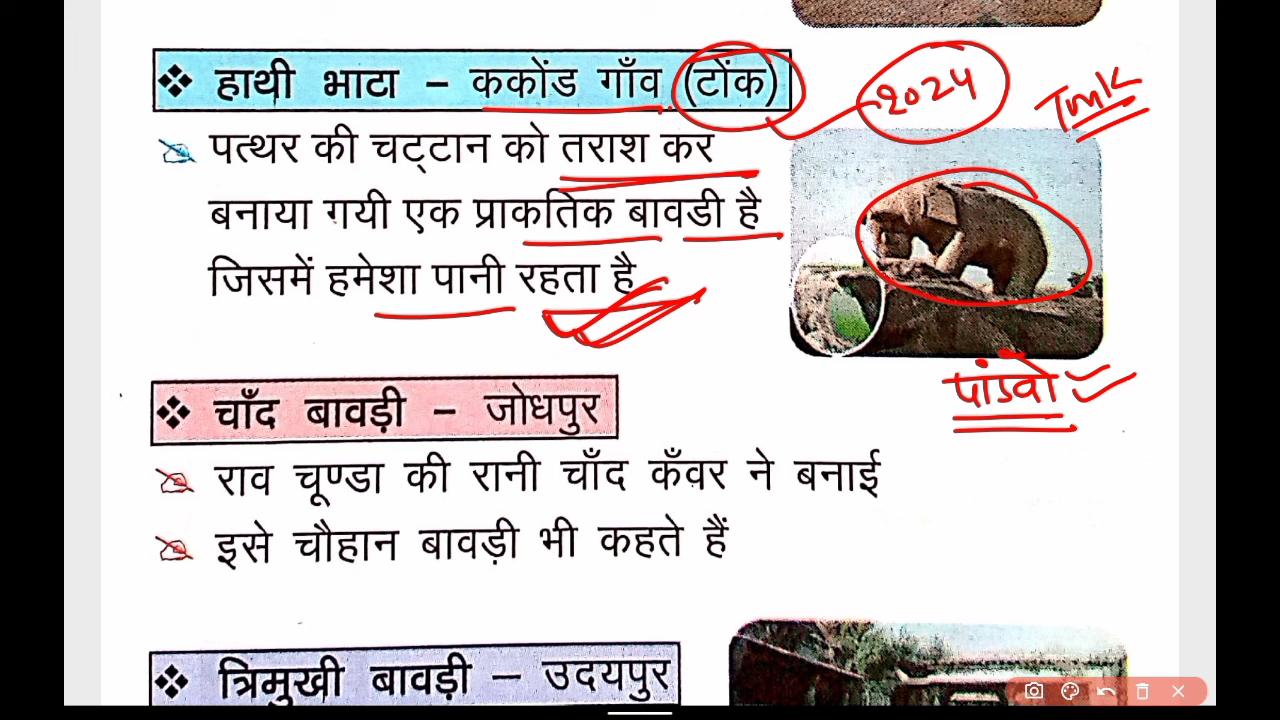 ❖ हाथी भाटा – ककोंड गाँव (टोंक)
2024
Tmk
पत्थर की चट्टान को तराश कर
बनाया गयी एक प्राकतिक बावडी है
जिसमें हमेशा पानी रहता है
पांडवो
❖ चाँद बावड़ी – जोधपुर
राव चूण्डा की रानी चाँद कँवर ने बनाई
इसे चौहान बावड़ी भी कहते हैं
❖ त्रिमुखी बावड़ी – उदयपुर